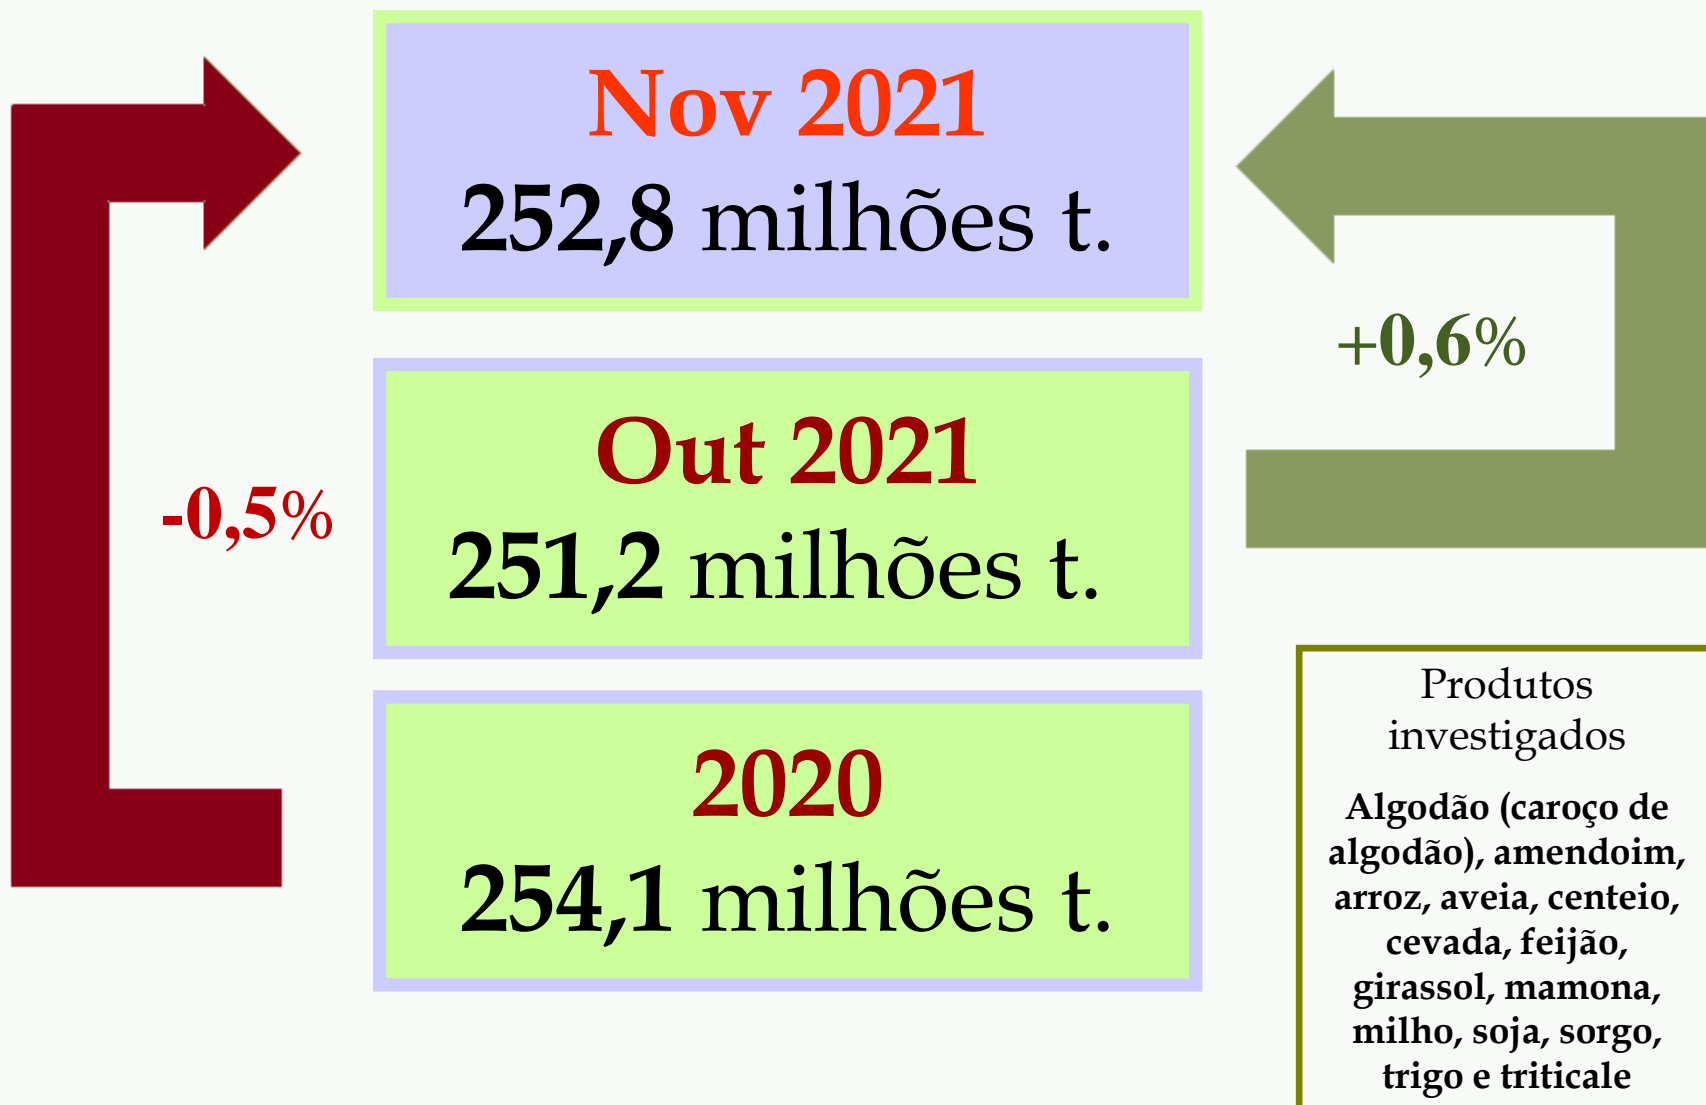 Nov 2021
252,8 milhões t.
+0,6%
Out 2021
-0,5%
251,2 milhões t.
2020
254,1 milhões t.
Produtos
investigados
Algodão (caroço de
algodão), amendoim,
arroz, aveia, centeio,
cevada, feijão,
girassol, mamona,
milho, soja, sorgo,
trigo e triticale